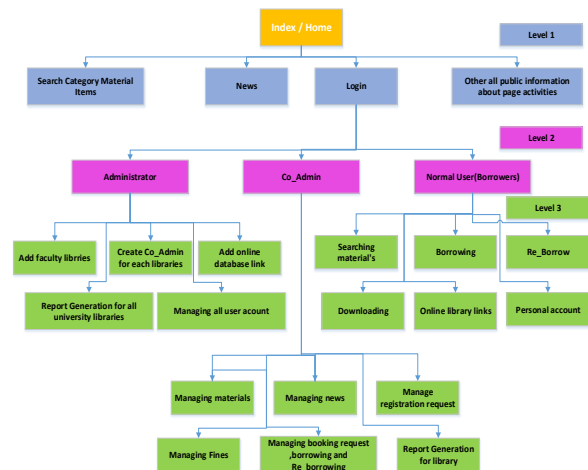 Index / Home
Level 1
Search Category Material
Items
News
Login
Other all public information
about page activities
Level 2
Administrator
Co_Admin
Normal User(Borrowers)
Level 3
Add faculty librries
Create Co_Admin
for each libraries
Add online
database link
Searching
material's
Borrowing
Re_Borrow
Report Generation for all
university libraries
Managing all user acount
Downloading
Online library links
Personal account
Managing materials
Managing news
Manage
registration request
Managing Fines
Managing booking request
,borrowing and
Re_borrowing
Report Generation
for library